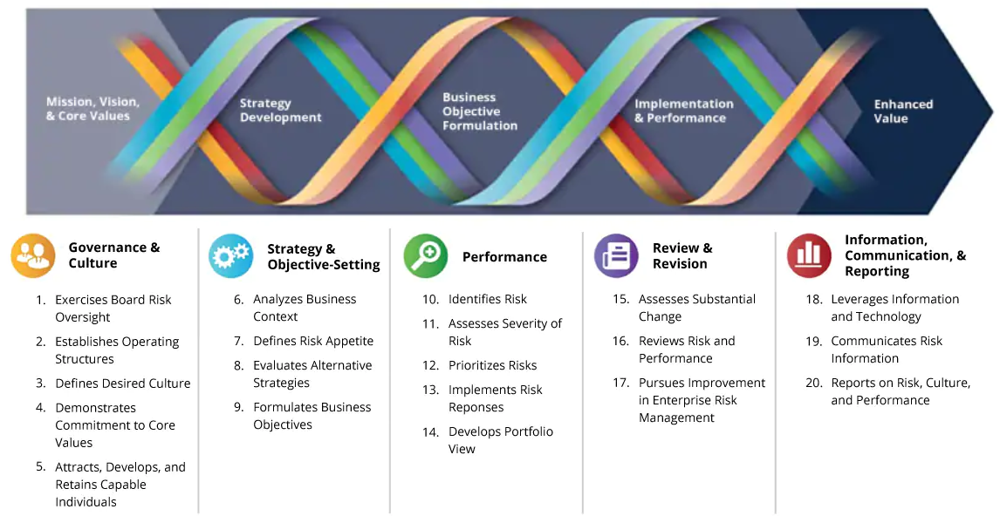 Mission, Vision,
& Core Values
Strategy
Development
Business
Objective
Formulation
Implementation
& Performance
Enhanced
Value
Governance &
Culture
1. Exercises Board Risk
Oversight
2. Establishes Operating
Structures
3. Defines Desired Culture
4. Demonstrates
Commitment to Core
Values
5. Attracts, Develops, and
Retains Capable
Individuals
Strategy &
Objective-Setting
6. Analyzes Business
Context
7. Defines Risk Appetite
8. Evaluates Alternative
Strategies
9. Formulates Business
Objectives
Performance
10. Identifies Risk
11. Assesses Severity of
Risk
12. Prioritizes Risks
13. Implements Risk
Reponses
14. Develops Portfolio
View
Review &
Revision
15. Assesses Substantial
Change
16. Reviews Risk and
Performance
17. Pursues Improvement
in Enterprise Risk
Management
Information,
Communication, &
Reporting
18. Leverages Information
and Technology
19. Communicates Risk
Information
20. Reports on Risk, Culture,
and Performance